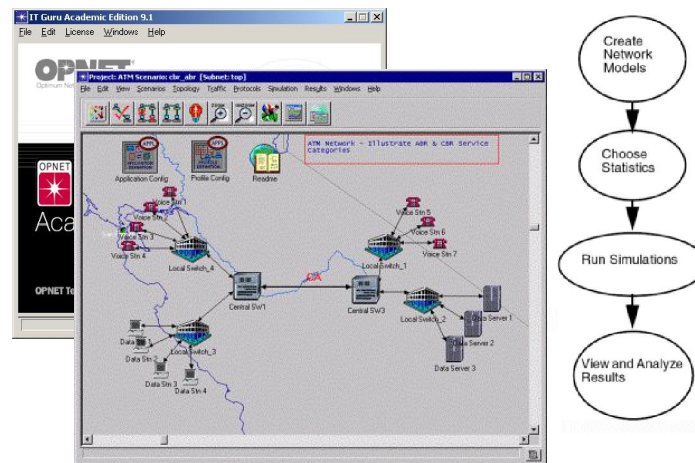 IT Guru Academic Edition 9.1
File Edit License Windows Help
OPNET
OPNET
Aca
OPNET Te
Project: ATM Scenario: cbr_abr [Subnet: top]
File Edit View Scenarios Topology Traffic Protocols Simulation Results Windows Help
ATM Network - Illustrate ABR & CBR Service
Categories
Application Config
Profile Config
Readme
Voice Stn 1
Voice Stn 2
Voice Stn 3
Voice Stn 4
Local Switch_4
Voice Stn 5
Voice Stn 6
Voice Stn 7
Local Switch_1
CA
Central SW1
Central SW3
Local Switch_2
Data Server 1
Data Server 2
Data Server 3
Local Switch_3
Data Stn 2
Data Stn 3
Data Stn 4
Create
Network
Models
Choose
Statistics
Run Simulations
View and Analyze
Results